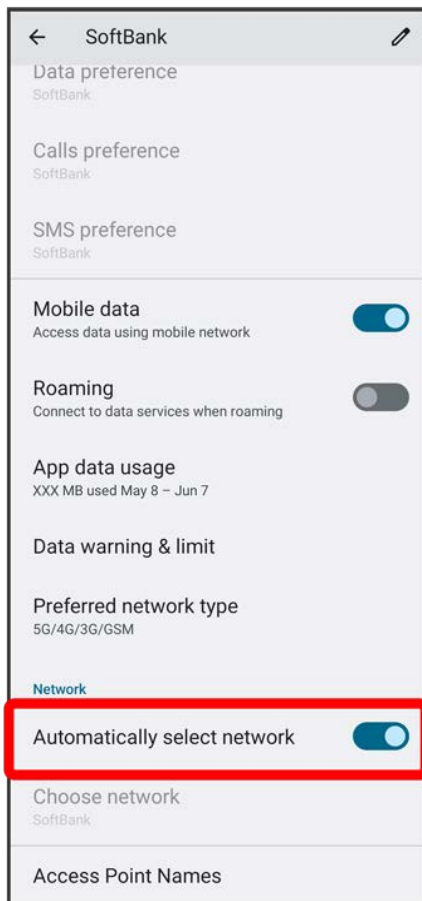 SoftBank
Data preference
SoftBank
Calls preference
SoftBank
SMS preference
SoftBank
Mobile data
Access data using mobile network
Roaming
Connect to data services when roaming
App data usage
XXX MB used May 8 – Jun 7
Data warning & limit
Preferred network type
5G/4G/3G/GSM
Network
Automatically select network
Choose network
SoftBank
Access Point Names